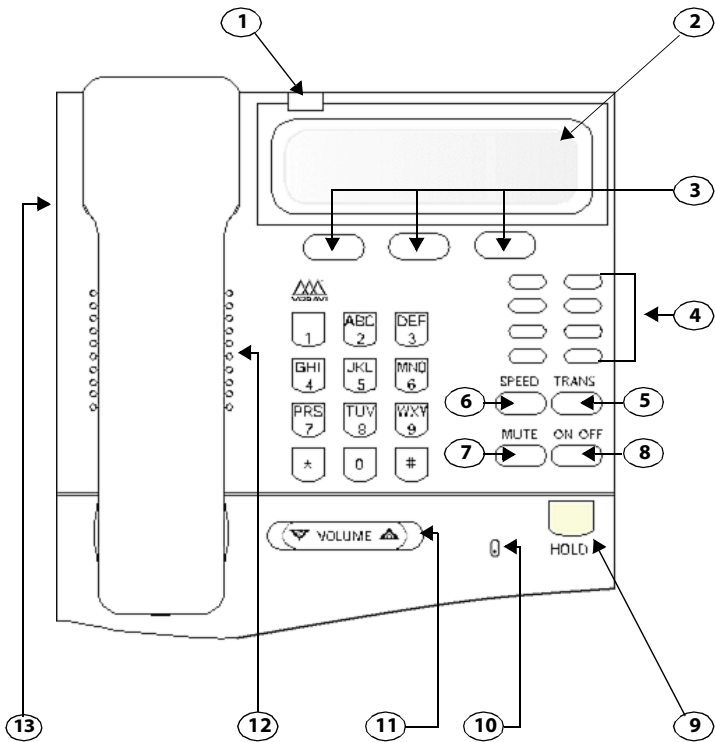 1
2
3
4
5
6
7
8
9
10
11
12
13
VODAVI
1
ABC 2
DEF 3
GHI 4
JKL 5
MNO 6
PRS 7
TUV 8
WXY 9
*
0
#
SPEED TRANS
MUTE ON OFF
VOLUME
HOLD